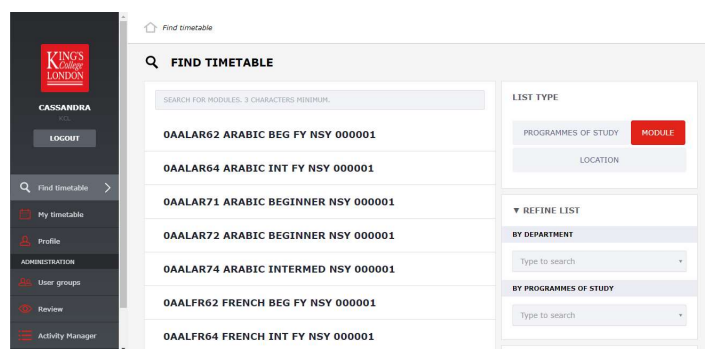 KING'S
College
LONDON
CASSANDRA
KCL
LOGOUT
Find timetable
My timetable
Profile
ADMINISTRATION
User groups
Review
Activity Manager
Find timetable
FIND TIMETABLE
SEARCH FOR MODULES. 3 CHARACTERS MINIMUM.
0AALAR62 ARABIC BEG FY NSY 000001
0AALAR64 ARABIC INT FY NSY 000001
0AALAR71 ARABIC BEGINNER NSY 000001
0AALAR72 ARABIC BEGINNER NSY 000001
0AALAR74 ARABIC INTERMED NSY 000001
0AALFR62 FRENCH BEG FY NSY 000001
0AALFR64 FRENCH INT FY NSY 000001
LIST TYPE
PROGRAMMES OF STUDY MODULE
LOCATION
▼ REFINE LIST
BY DEPARTMENT
Type to search
BY PROGRAMMES OF STUDY
Type to search